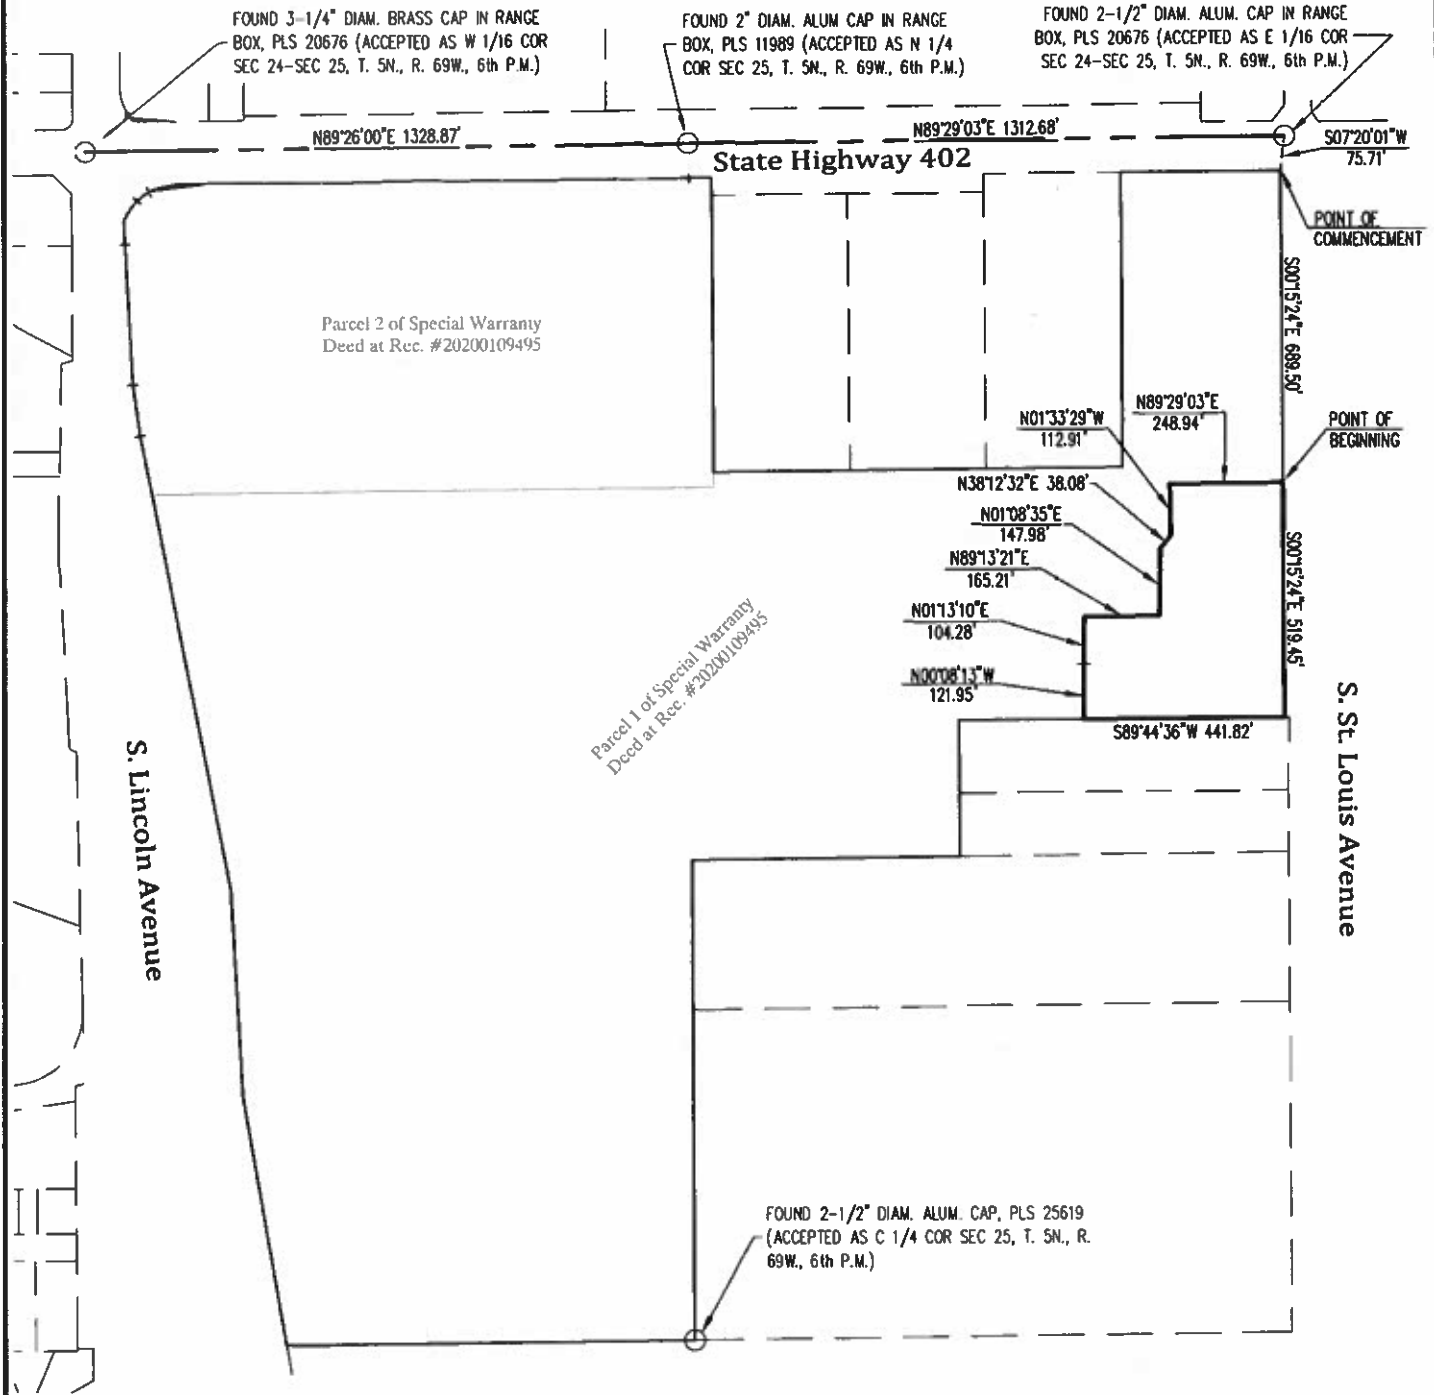 FOUND 3-1/4" DIAM. BRASS CAP IN RANGE
BOX, PLS 20676 (ACCEPTED AS W 1/16 COR
SEC 24-SEC 25, T. 5N., R. 69W., 6th P.M.)
FOUND 2" DIAM. ALUM CAP IN RANGE
BOX, PLS 11989 (ACCEPTED AS N 1/4
COR SEC 25, T. 5N., R. 69W., 6th P.M.)
FOUND 2-1/2" DIAM. ALUM. CAP IN RANGE
BOX, PLS 20676 (ACCEPTED AS E 1/16 COR
SEC 24-SEC 25, T. 5N., R. 69W., 6th P.M.)
N89°26'00"E 1328.87'
N89°29'03"E 1312.68'
S07°20'01"W
75.71'
State Highway 402
POINT OF
COMMENCEMENT
S00°15'24"E 689.50'
Parcel 2 of Special Warranty
Deed at Rec. #20200109495
N01°33'29"W
112.91'
N89°29'03"E
248.94'
POINT OF
BEGINNING
N38°12'32"E 38.08'
N01°08'35"E
147.98'
N89°13'21"E
165.21'
N01°13'10"E
104.28'
N00°08'13"W
121.95'
S00°15'24"E 519.45'
S89°44'36"W 441.82'
Parcel 1 of Special Warranty
Deed at Rec. #20200109495
S. Lincoln Avenue
S. St. Louis Avenue
FOUND 2-1/2" DIAM. ALUM. CAP, PLS 25619
(ACCEPTED AS C 1/4 COR SEC 25, T. 5N., R.
69W., 6th P.M.)